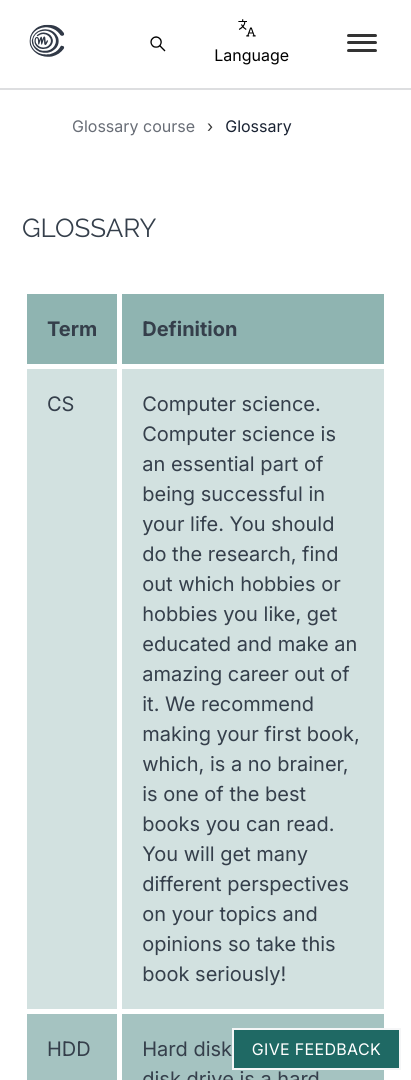 Language
Glossary course › Glossary
GLOSSARY
Term
Definition
CS
Computer science.
Computer science is
an essential part of
being successful in
your life. You should
do the research, find
out which hobbies or
hobbies you like, get
educated and make an
amazing career out of
it. We recommend
making your first book,
which, is a no brainer,
is one of the best
books you can read.
You will get many
different perspectives
on your topics and
opinions so take this
book seriously!
HDD
Hard disk
GIVE FEEDBACK
disk drive is a hard